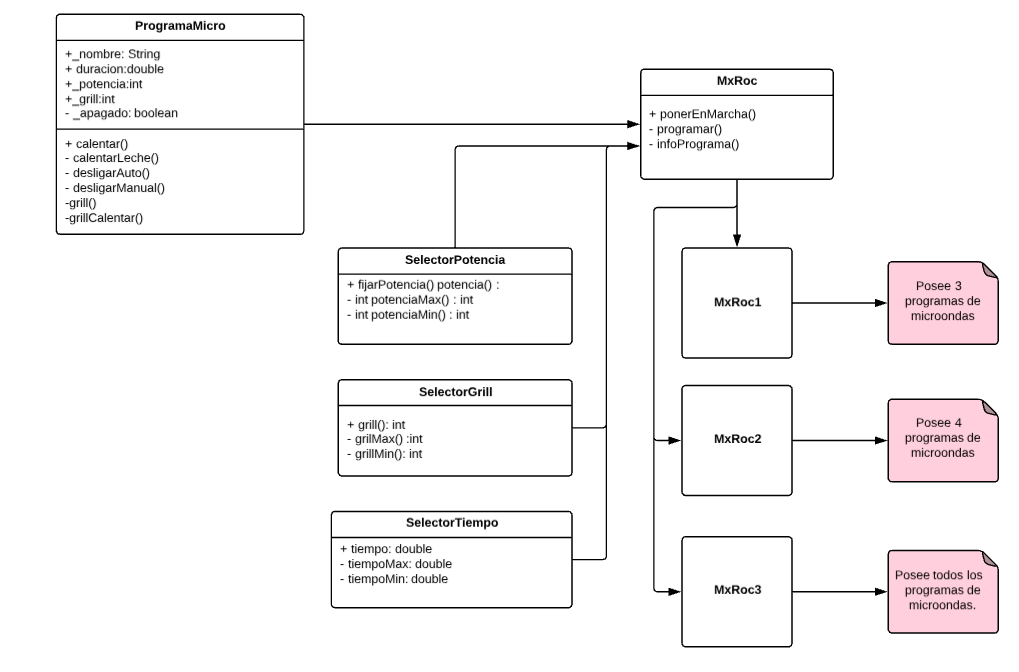 ProgramaMicro
+_nombre: String
+ duracion:double
+_potencia:int
+_grill:int
- _apagado: boolean
+ calentar()
- calentarLeche()
- desligarAuto()
- desligarManual()
-grill()
-grillCalentar()
MxRoc
+ ponerEnMarcha()
- programar()
- infoPrograma()
SelectorPotencia
+ fijarPotencia() potencia() :
- int potenciaMax() : int
- int potenciaMin() : int
SelectorGrill
+ grill(): int
- grilMax() :int
- grillMin(): int
SelectorTiempo
+ tiempo: double
- tiempoMax: double
- tiempoMin: double
MxRoc1
Posee 3
programas de
microondas
MxRoc2
Posee 4
programas de
microondas
MxRoc3
Posee todos los
programas de
microondas.